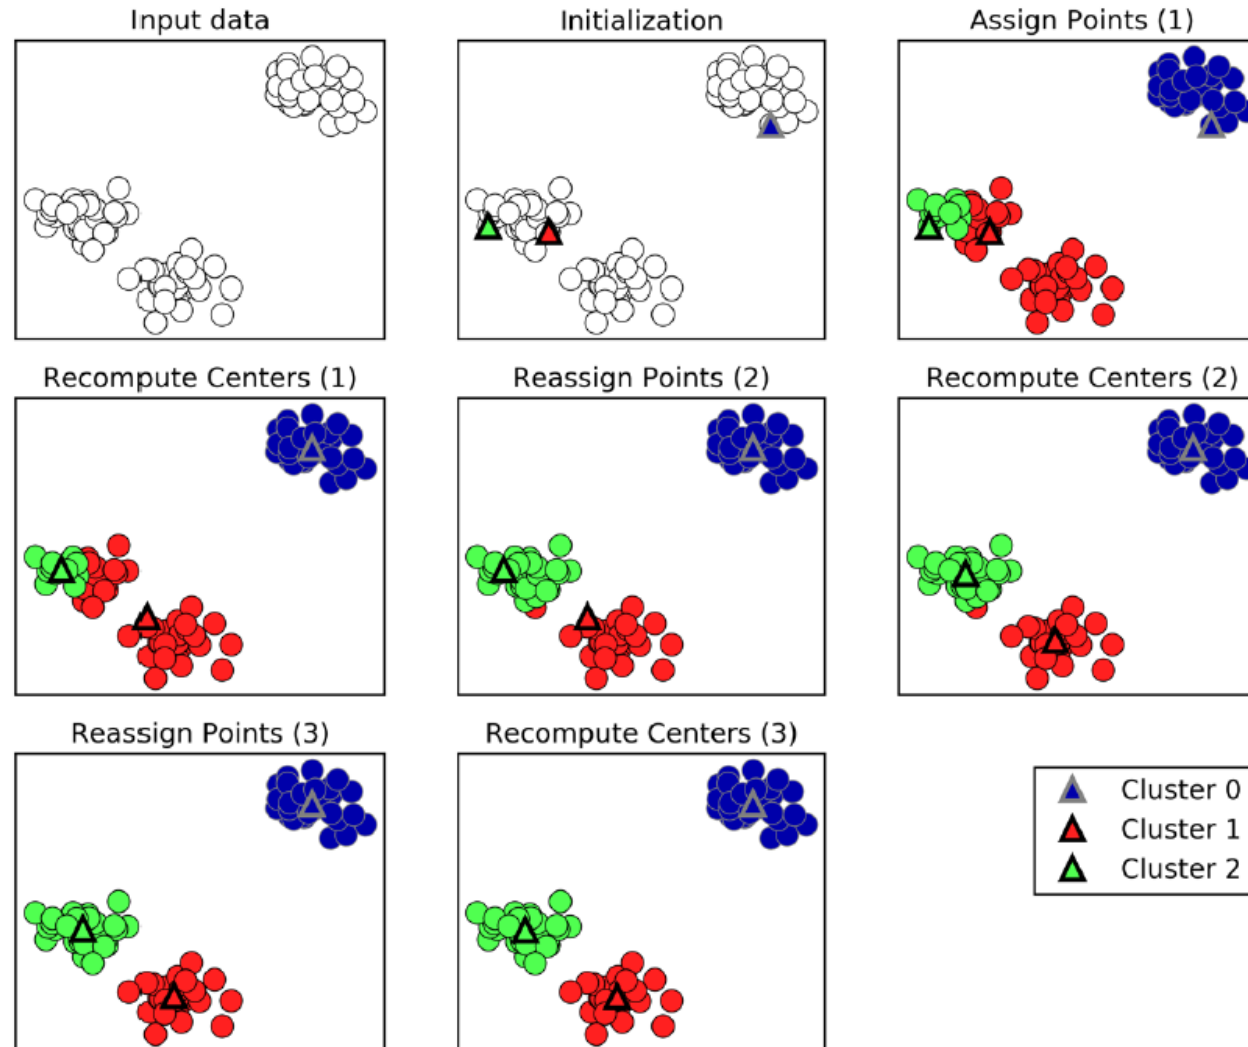 Input data
Initialization
Assign Points (1)
Recompute Centers (1)
Reassign Points (2)
Recompute Centers (2)
Reassign Points (3)
Recompute Centers (3)
Cluster 0
Cluster 1
Cluster 2